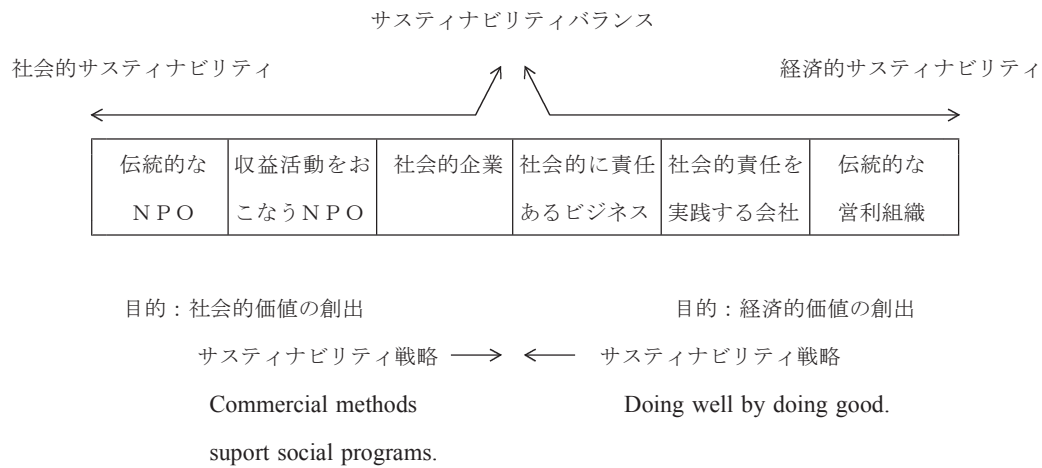 サスティナビリティバランス
社会的サスティナビリティ 経済的サスティナビリティ
伝統的な 収益活動をお 社会的企業 社会的に責任 社会的責任を 伝統的な
ＮＰＯ こなうＮＰＯ あるビジネス 実践する会社 営利組織
目的：社会的価値の創出 目的：経済的価値の創出
サスティナビリティ戦略 サスティナビリティ戦略
Commercial methods Doing well by doing good.
suport social programs.